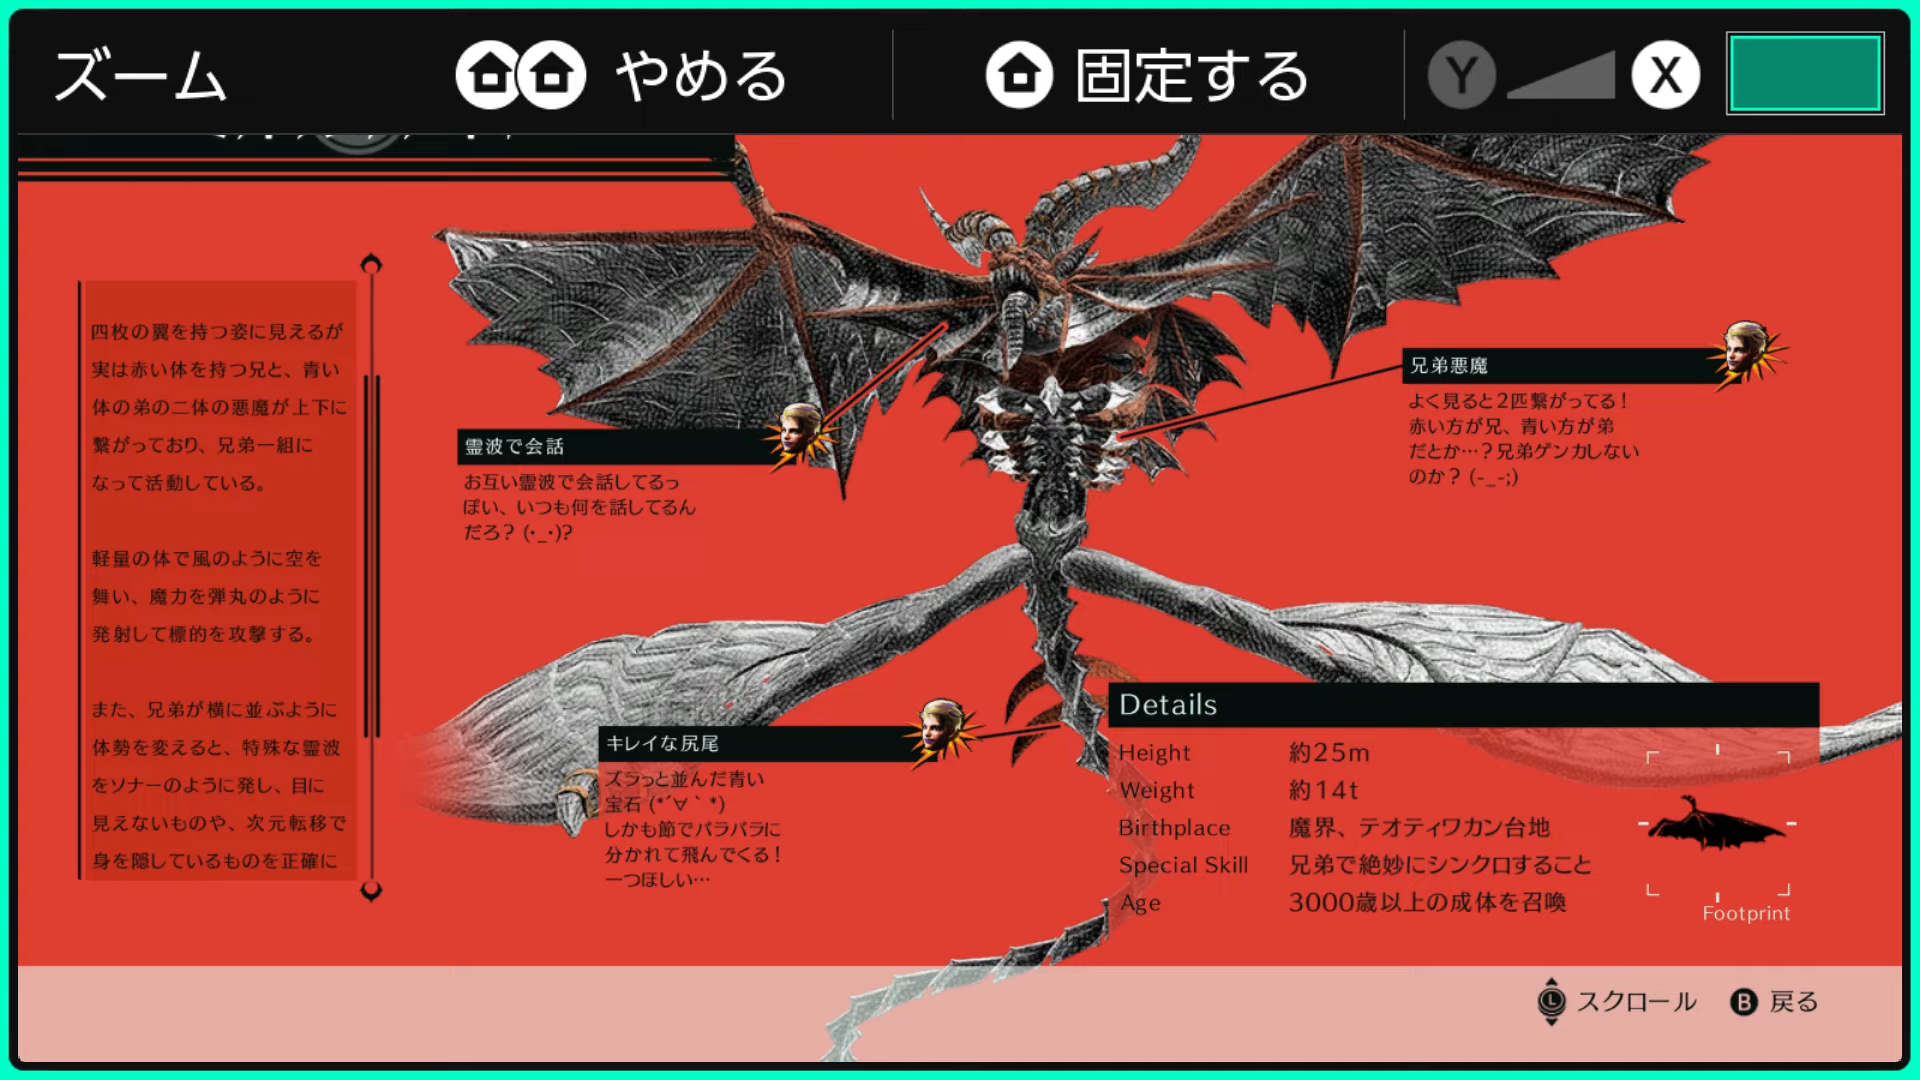 ズーム
やめる
固定する
Y
X
四枚の翼を持つ姿に見えるが
実は赤い体を持つ兄と、青い
体の弟の二体の悪魔が上下に
繋がっており、兄弟一組に
なって活動している。
軽量の体で風のように空を
舞い、魔力を弾丸のように
発射して標的を攻撃する。
また、兄弟が横に並ぶように
体勢を変えると、特殊な霊波
をソナーのように発し、目に
見えないものや、次元転移で
身を隠しているものを正確に
霊波で会話
お互い霊波で会話してるっ
ぽい、いつも何を話してるん
だろ？ (・_・)?
兄弟悪魔
よく見ると2匹繋がってる！
赤い方が兄、青い方が弟
だとか…？兄弟ゲンカしない
のか？ (-_-;)
キレイな尻尾
ズラっと並んだ青い
宝石 (*´∀｀*)
しかも節でバラバラに
分かれて飛んでくる！
一つほしい…
Details
Height 約25m
Weight 約14t
Birthplace 魔界、テオティワカン台地
Special Skill 兄弟で絶妙にシンクロすること
Age 3000歳以上の成体を召喚
Footprint
L スクロール
B 戻る